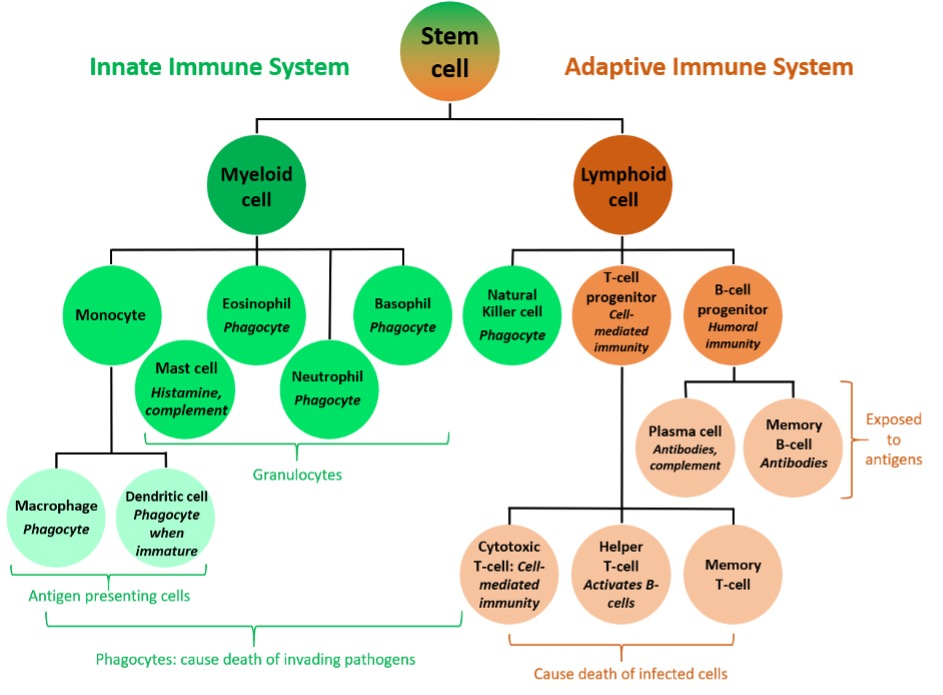 Stem
cell
Innate Immune System
Adaptive Immune System
Myeloid
cell
Lymphoid
cell
Monocyte
Eosinophil
Phagocyte
Basophil
Phagocyte
Mast cell
Histamine,
complement
Neutrophil
Phagocyte
Granulocytes
Natural
Killer cell
Phagocyte
T-cell
progenitor
Cell-
mediated
immunity
B-cell
progenitor
Humoral
immunity
Plasma cell
Antibodies,
complement
Memory
B-cell
Antibodies
Exposed
to
antigens
Macrophage
Phagocyte
Dendritic cell
Phagocyte
when
immature
Antigen presenting cells
Phagocytes: cause death of invading pathogens
Cytotoxic
T-cell: Cell-
mediated
immunity
Helper
T-cell
Activates B-
cells
Memory
T-cell
Cause death of infected cells